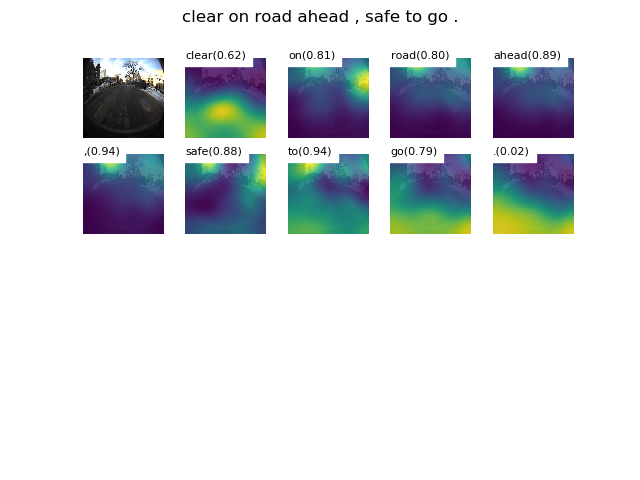 clear on road ahead , safe to go .
clear(0.62) on(0.81) road(0.80) ahead(0.89)
,(0.94) safe(0.88) to(0.94) go(0.79) .(0.02)